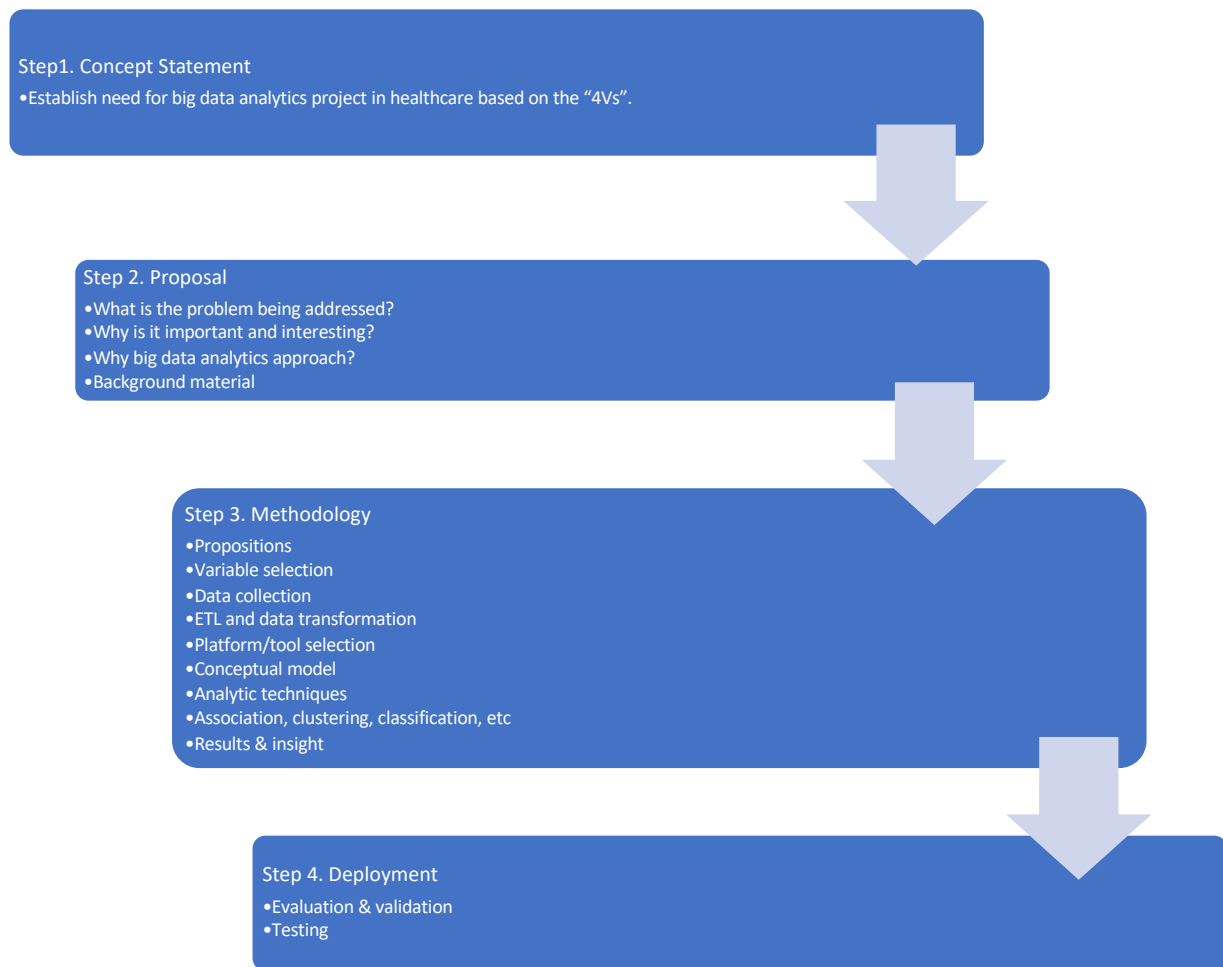 Step1. Concept Statement
•Establish need for big data analytics project in healthcare based on the “4Vs”.
Step 2. Proposal
•What is the problem being addressed?
•Why is it important and interesting?
•Why big data analytics approach?
•Background material
Step 3. Methodology
•Propositions
•Variable selection
•Data collection
•ETL and data transformation
•Platform/tool selection
•Conceptual model
•Analytic techniques
•Association, clustering, classification, etc
•Results & insight
Step 4. Deployment
•Evaluation & validation
•Testing